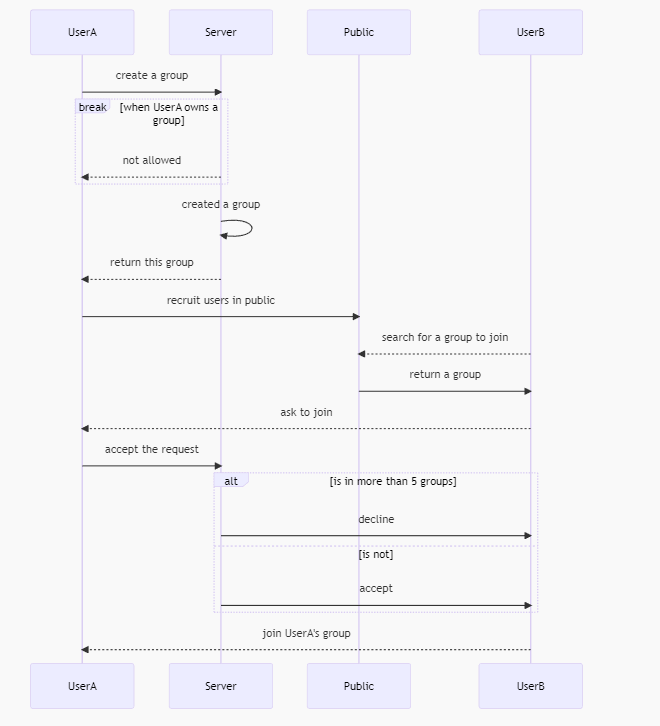 UserA
Server
Public
UserB
create a group
break
[when UserA owns a
group]
not allowed
created a group
return this group
recruit users in public
search for a group to join
return a group
ask to join
accept the request
alt
[is in more than 5 groups]
decline
[is not]
accept
join UserA's group
UserA
Server
Public
UserB